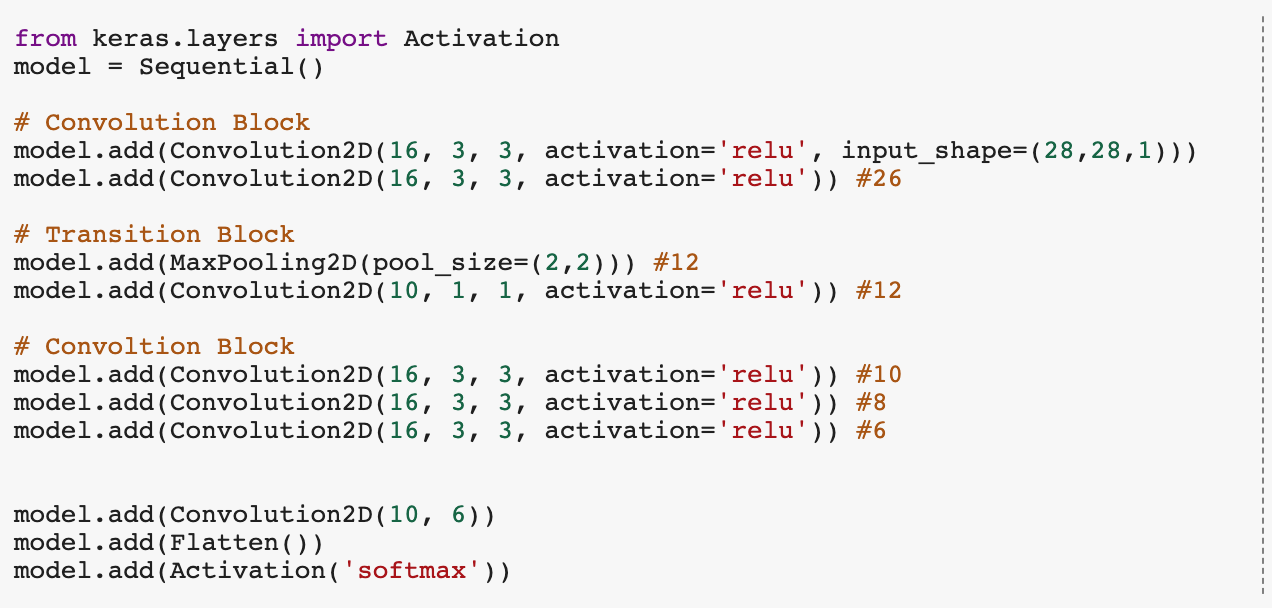 from keras.layers import Activation
model = Sequential()
# Convolution Block
model.add(Convolution2D(16, 3, 3, activation='relu', input_shape=(28,28,1)))
model.add(Convolution2D(16, 3, 3, activation='relu')) #26
# Transition Block
model.add(MaxPooling2D(pool_size=(2,2))) #12
model.add(Convolution2D(10, 1, 1, activation='relu')) #12
# Convoltion Block
model.add(Convolution2D(16, 3, 3, activation='relu')) #10
model.add(Convolution2D(16, 3, 3, activation='relu')) #8
model.add(Convolution2D(16, 3, 3, activation='relu')) #6
model.add(Convolution2D(10, 6))
model.add(Flatten())
model.add(Activation('softmax'))